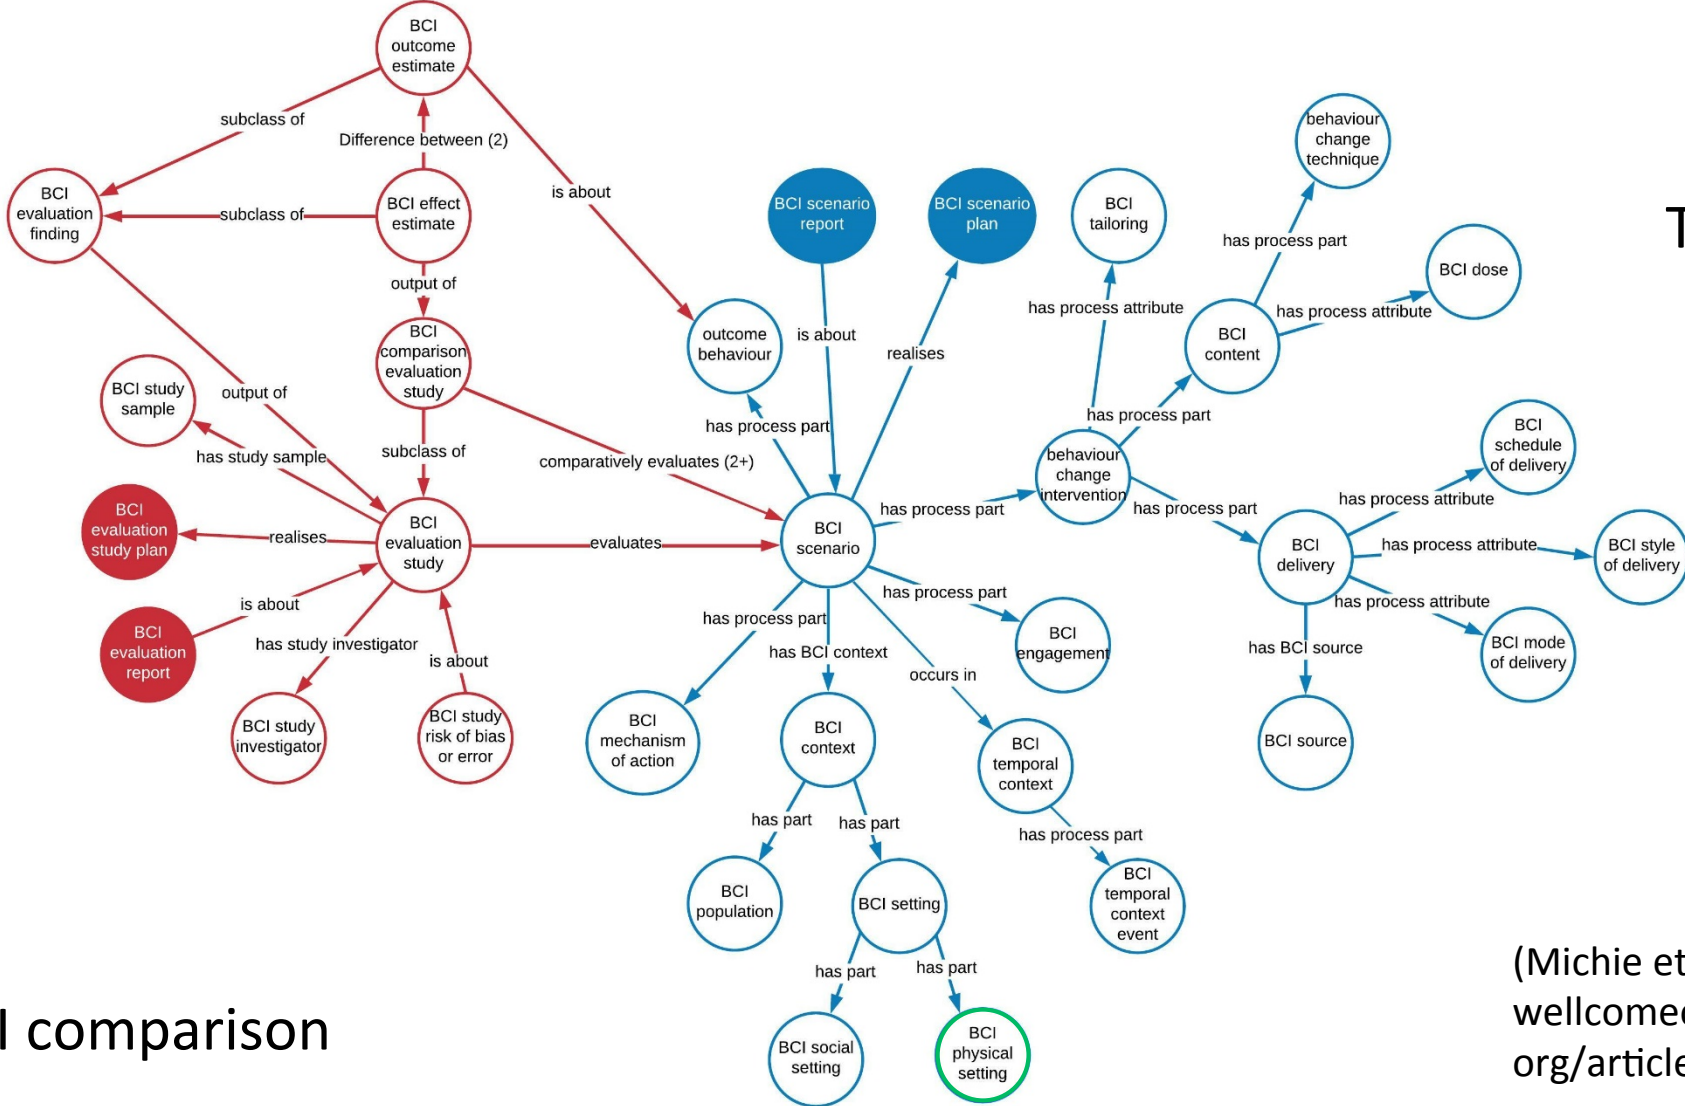 BCI
outcome
estimate
subclass of
Difference between (2)
is about
BCI
evaluation
finding
subclass of
BCI effect
estimate
output of
BCI
comparison
evaluation
study
BCI study
sample
output of
has study sample
subclass of
comparatively evaluates (2+)
BCI
evaluation
study plan
realises
BCI
evaluation
study
evaluates
is about
BCI
evaluation
report
has study investigator
is about
BCI study
investigator
BCI study
risk of bias
or error
BCI scenario
report
BCI scenario
plan
outcome
behaviour
is about
realises
has process part
BCI
scenario
has process part
BCI
tailoring
has process attribute
behaviour
change
technique
has process part
BCI dose
has process attribute
BCI
content
has process part
behaviour
change
intervention
has process part
BCI
schedule
of delivery
has process attribute
BCI
delivery
has process attribute
BCI style
of delivery
has process attribute
BCI mode
of delivery
has BCI source
BCI source
has process part
BCI
engagement
has process part
has BCI context
occurs in
BCI
mechanism
of action
BCI
context
BCI
temporal
context
has part
has part
has process part
BCI
population
BCI setting
BCI
temporal
context
event
has part
has part
BCI social
setting
BCI
physical
setting
T
I comparison
(Michie et
wellcome
org/article